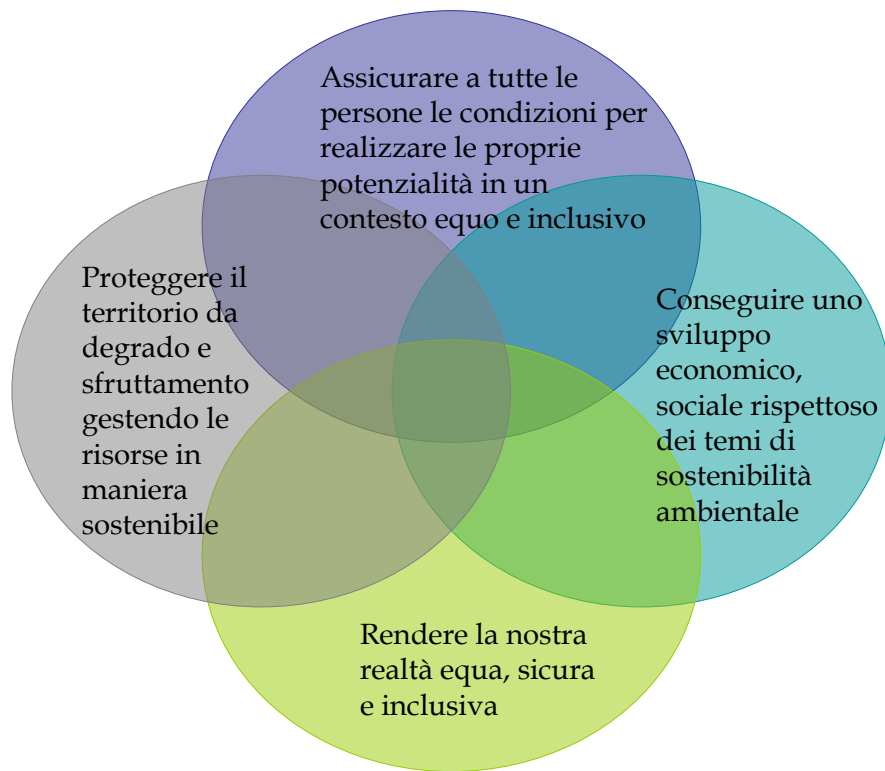 Assicurare a tutte le
persone le condizioni per
realizzare le proprie
potenzialità in un
contesto equo e inclusivo
Proteggere il
territorio da
degrado e
sfruttamento
gestendo le
risorse in
maniera
sostenibile
Conseguire uno
sviluppo
economico,
sociale rispettoso
dei temi di
sostenibilità
ambientale
Rendere la nostra
realtà equa, sicura
e inclusiva